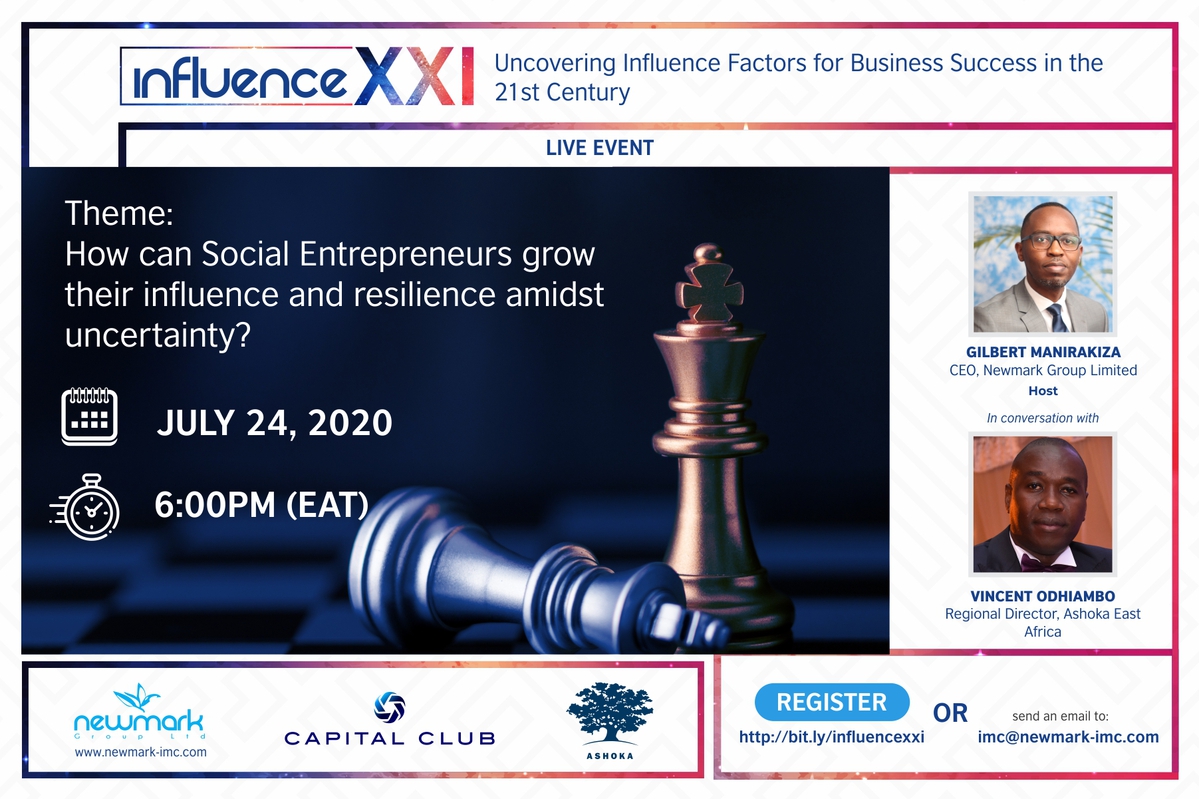 influence XXI
Uncovering Influence Factors for Business Success in the
21st Century
LIVE EVENT
Theme:
How can Social Entrepreneurs grow
their influence and resilience amidst
uncertainty?
JULY 24, 2020
6:00PM (EAT)
GILBERT MANIRAKIZA
CEO, Newmark Group Limited
Host
In conversation with
VINCENT ODHIAMBO
Regional Director, Ashoka East
Africa
newmark
Group Ltd
www.newmark-imc.com
CAPITAL CLUB
ASHOKA
REGISTER
http://bit.ly/influencexxi
OR
send an email to:
imc@newmark-imc.com